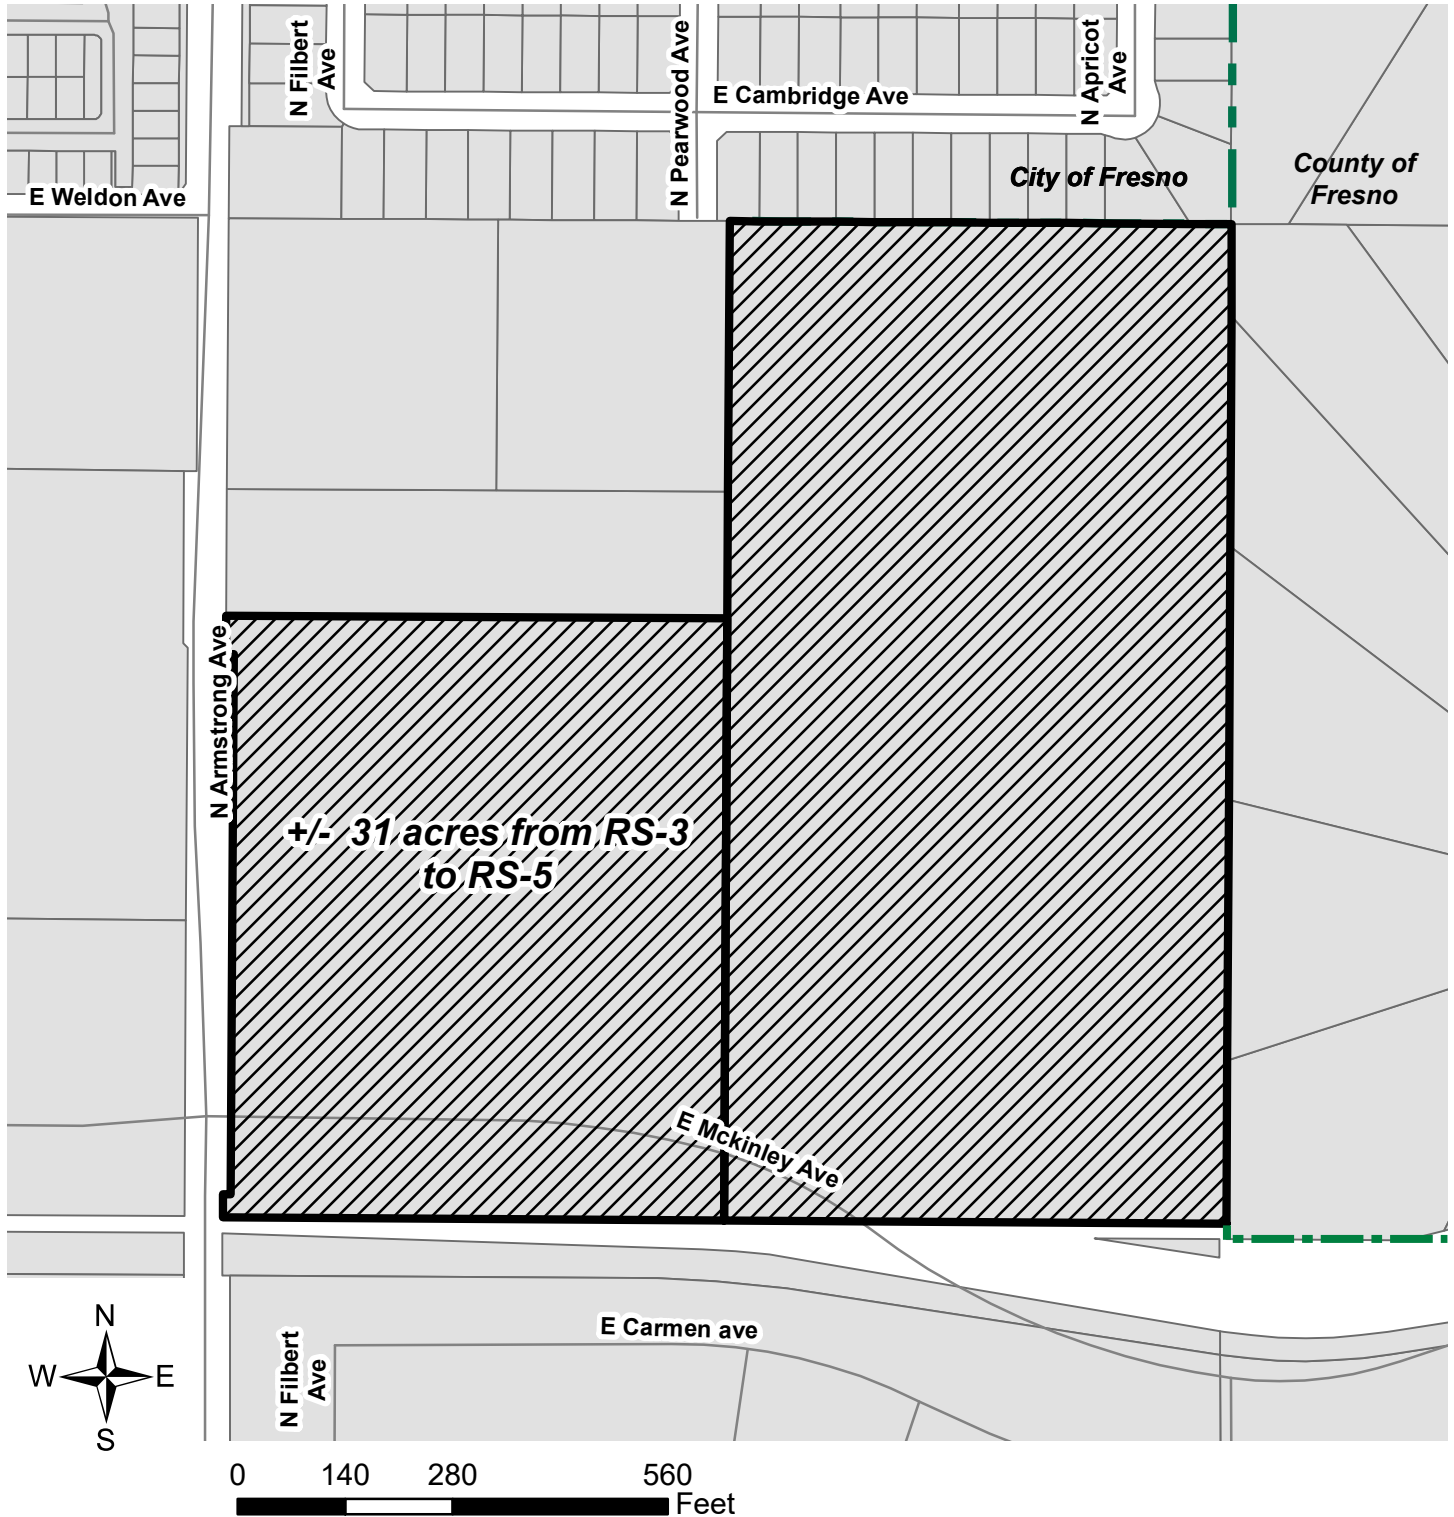 N Filbert
Ave
N Pearwood Ave
E Cambridge Ave
N Apricot
Ave
E Weldon Ave
City of Fresno
County of
Fresno
N Armstrong Ave
+/- 31 acres from RS-3
to RS-5
E Mckinley Ave
E Carmen ave
N Filbert
Ave
N
W E
S
0 140 280 560
Feet